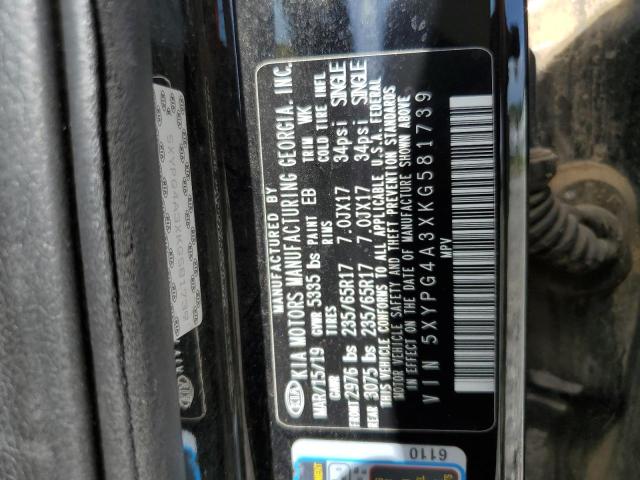 MANUFACTURED BY
KIA KIA MOTORS MANUFACTURING GEORGIA, INC.
MAR/15/19 GVWR 5335 lbs PAINT EB TRIM WK
GAWR TIRES RIMS COLD TIRE INFL.
FRONT 2976 lbs 235/65R17 7.0JX17 34psi SINGLE
REAR 3075 lbs 235/65R17 7.0JX17 34psi SINGLE
THIS VEHICLE CONFORMS TO ALL APPLICABLE U.S.A. FEDERAL
MOTOR VEHICLE SAFETY AND THEFT PREVENTION STANDARDS
IN EFFECT ON THE DATE OF MANUFACTURE SHOWN ABOVE.
VIN 5XYPG4A3XKG581739
MPV
5XYPG4A3XKG581739
6110